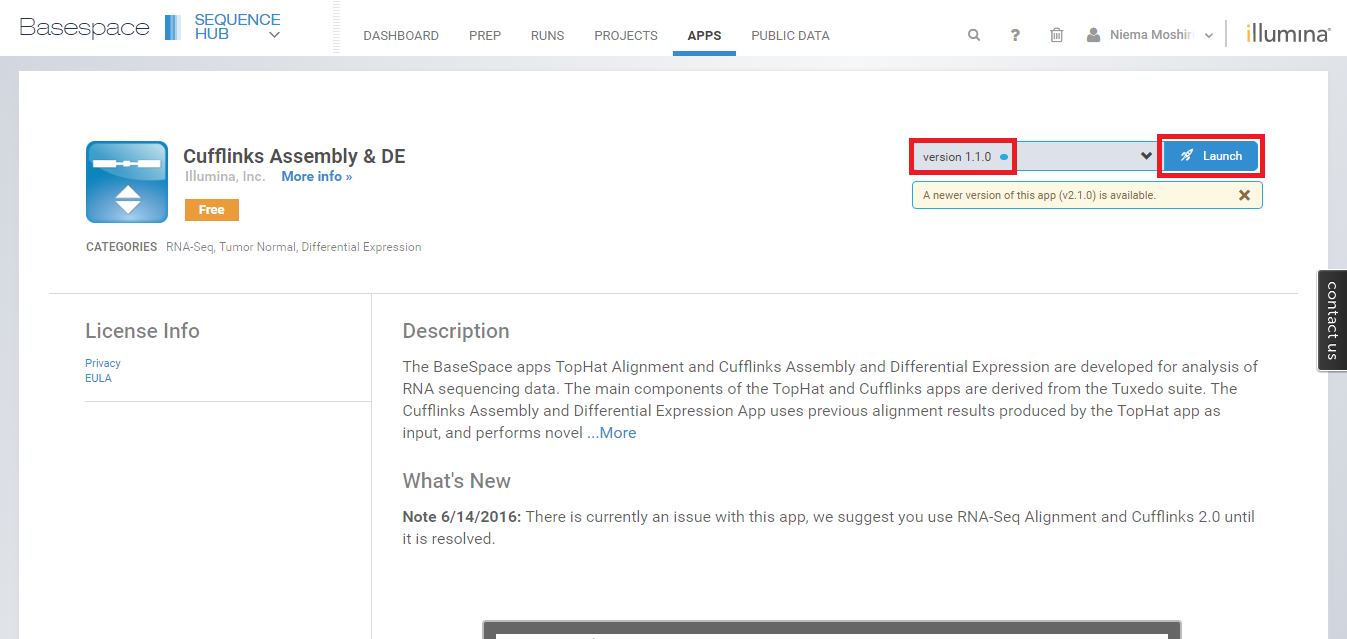 Basespace
SEQUENCE
HUB
DASHBOARD PREP RUNS PROJECTS APPS PUBLIC DATA
? Niema Moshiri
illumina®
Cufflinks Assembly & DE
Illumina, Inc. More info »
Free
CATEGORIES RNA-Seq, Tumor Normal, Differential Expression
version 1.1.0
Launch
A newer version of this app (v2.1.0) is available.
License Info
Privacy
EULA
Description
The BaseSpace apps TopHat Alignment and Cufflinks Assembly and Differential Expression are developed for analysis of
RNA sequencing data. The main components of the TopHat and Cufflinks apps are derived from the Tuxedo suite. The
Cufflinks Assembly and Differential Expression App uses previous alignment results produced by the TopHat app as
input, and performs novel ...More
What's New
Note 6/14/2016: There is currently an issue with this app, we suggest you use RNA-Seq Alignment and Cufflinks 2.0 until
it is resolved.
contact us